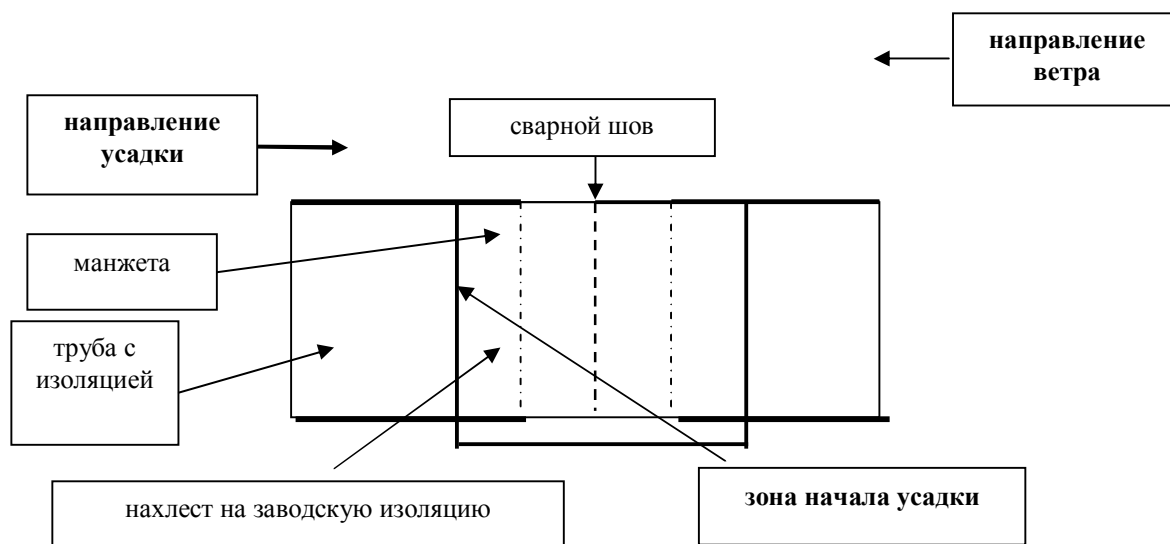 направление
ветра
направление
усадки
сварной шов
манжета
труба с
изоляцией
нахлест на заводскую изоляцию
зона начала усадки